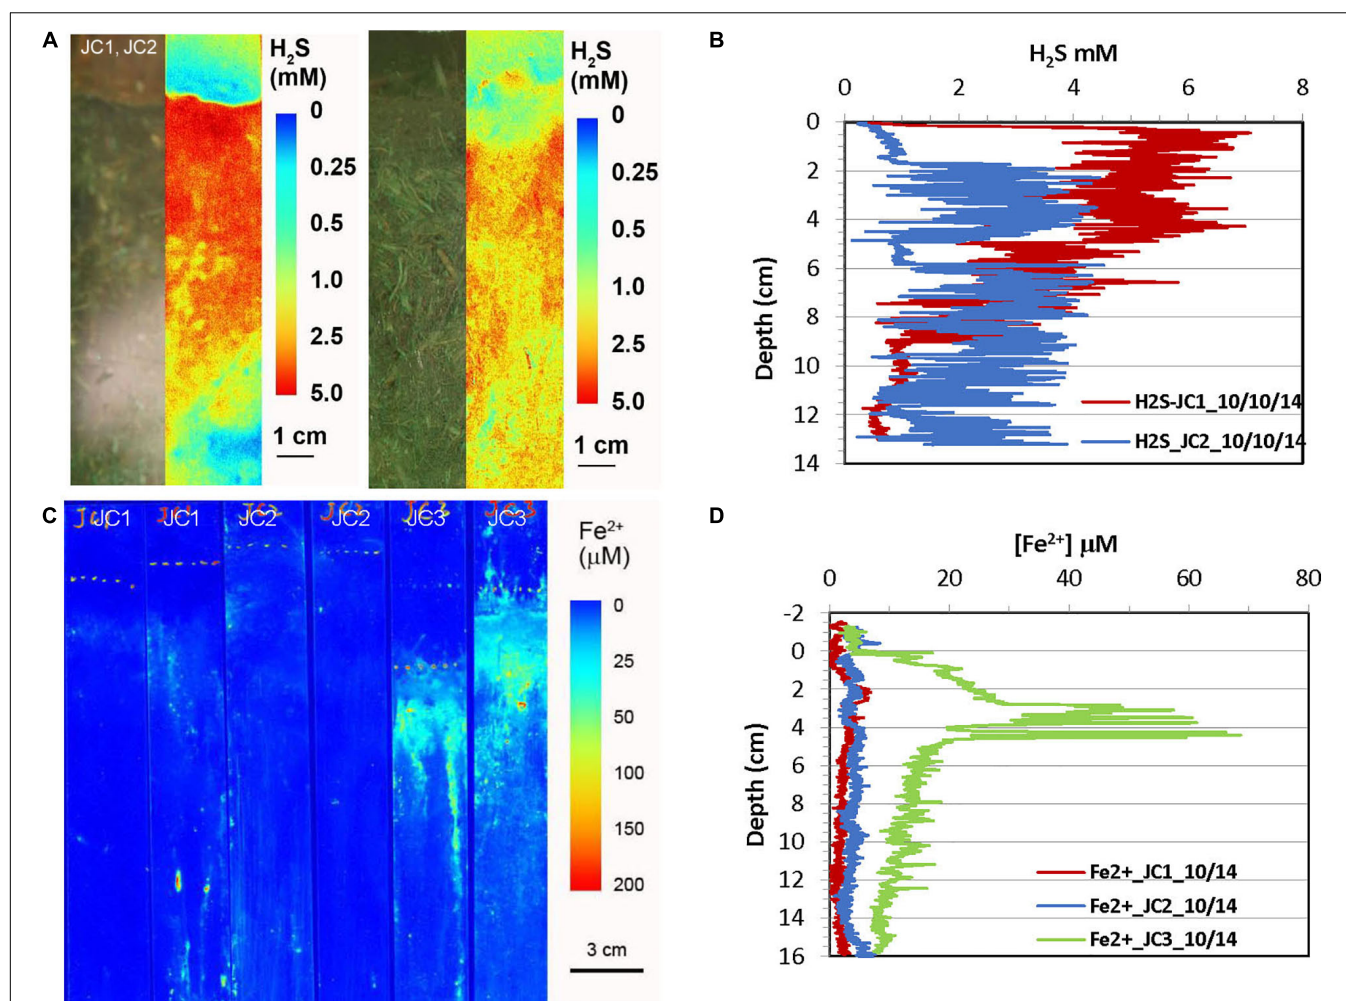 A
JC1, JC2
H2S
(mM)
0
0.25
0.5
1.0
2.5
5.0
1 cm
H2S
(mM)
0
0.25
0.5
1.0
2.5
5.0
1 cm
B
H2S mM
0 2 4 6 8
0
2
4
6
8
10
12
14
Depth (cm)
H2S-JC1_10/10/14
H2S_JC2_10/10/14
C
JC1 JC1 JC2 JC2 JC3 JC3
JC1 JC2 JC2 JC3 JC3
Fe2+
(μM)
0
25
50
100
150
200
3 cm
D
[Fe2+] μM
0 20 40 60 80
-2
0
2
4
6
8
10
12
14
16
Depth (cm)
Fe2+_JC1_10/14
Fe2+_JC2_10/14
Fe2+_JC3_10/14